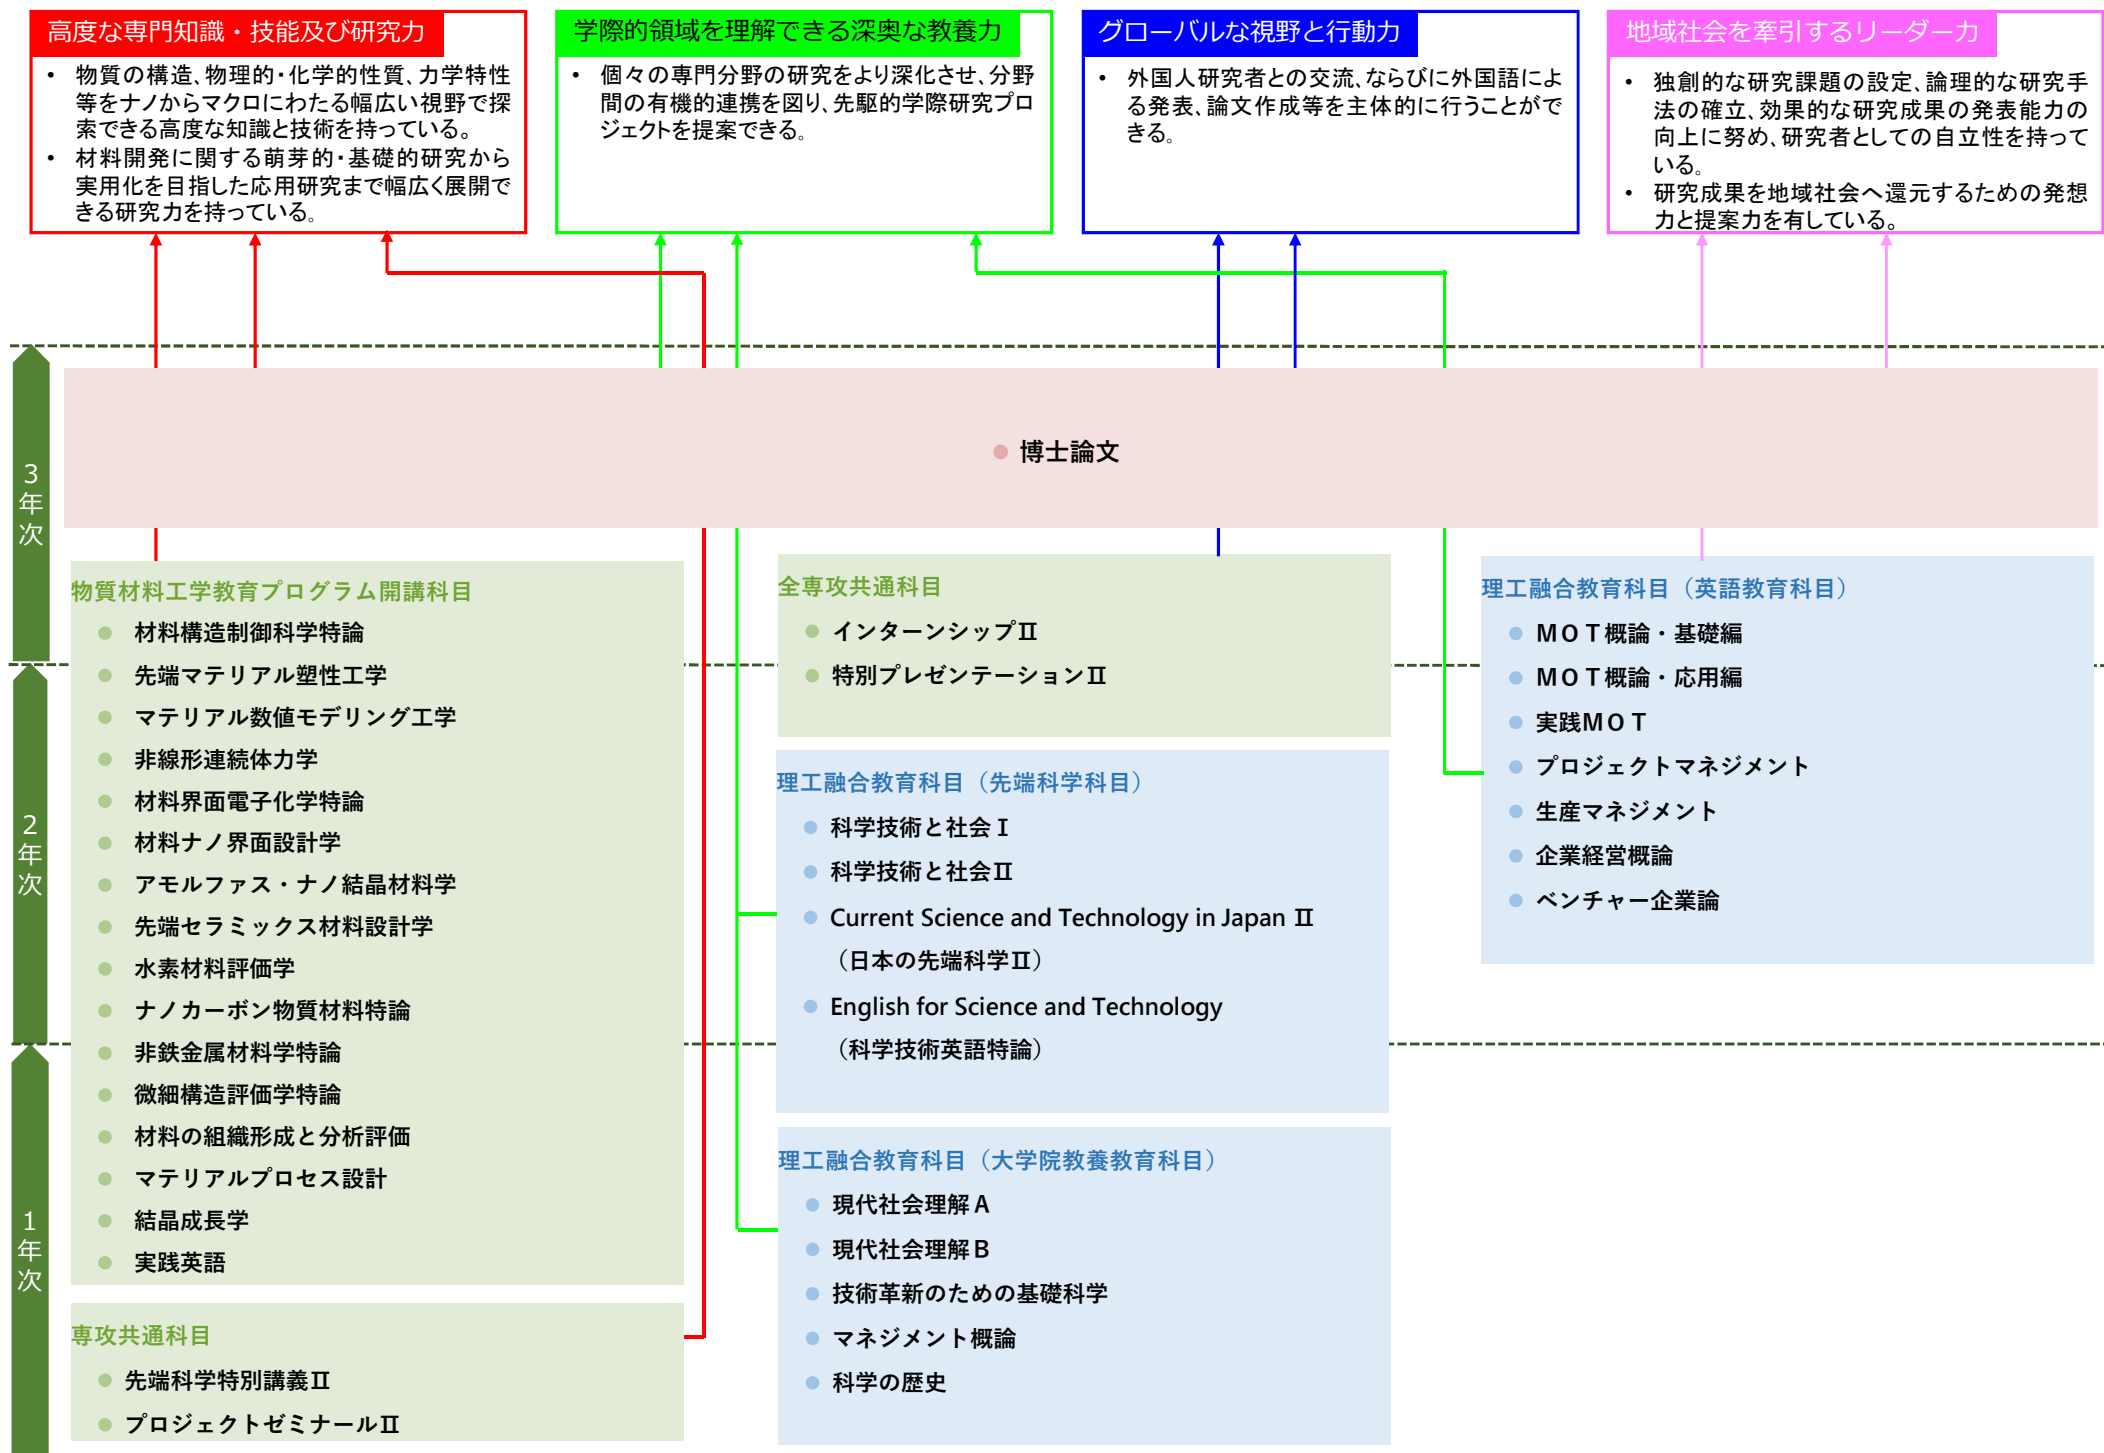 高度な専門知識・技能及び研究力
• 物質の構造、物理的・化学的性質、力学特性
等をナノからマクロにわたる幅広い視野で探
索できる高度な知識と技術を持っている。
• 材料開発に関する萌芽的・基礎的研究から
実用化を目指した応用研究まで幅広く展開で
きる研究力を持っている。
学際的領域を理解できる深奥な教養力
• 個々の専門分野の研究をより深化させ、分野
間の有機的連携を図り、先駆的学際研究プロ
ジェクトを提案できる。
グローバルな視野と行動力
• 外国人研究者との交流、ならびに外国語によ
る発表、論文作成等を主体的に行うことがで
きる。
地域社会を牽引するリーダー力
• 独創的な研究課題の設定、論理的な研究手
法の確立、効果的な研究成果の発表能力の
向上に努め、研究者としての自立性を持って
いる。
• 研究成果を地域社会へ還元するための発想
力と提案力を有している。
3年次
● 博士論文
物質材料工学教育プログラム開講科目
● 材料構造制御科学特論
● 先端マテリアル塑性工学
● マテリアル数値モデリング工学
● 非線形連続体力学
● 材料界面電子化学特論
● 材料ナノ界面設計学
● アモルファス・ナノ結晶材料学
● 先端セラミックス材料設計学
● 水素材料評価学
● ナノカーボン物質材料特論
● 非鉄金属材料学特論
● 微細構造評価学特論
● 材料の組織形成と分析評価
● マテリアルプロセス設計
● 結晶成長学
● 実践英語
専攻共通科目
● 先端科学特別講義Ⅱ
● プロジェクトゼミナールⅡ
全専攻共通科目
● インターンシップⅡ
● 特別プレゼンテーションⅡ
理工融合教育科目（先端科学科目）
● 科学技術と社会Ⅰ
● 科学技術と社会Ⅱ
● Current Science and Technology in Japan Ⅱ
（日本の先端科学Ⅱ）
● English for Science and Technology
（科学技術英語特論）
理工融合教育科目（大学院教養教育科目）
● 現代社会理解Ａ
● 現代社会理解Ｂ
● 技術革新のための基礎科学
● マネジメント概論
● 科学の歴史
理工融合教育科目（英語教育科目）
● ＭＯＴ概論・基礎編
● ＭＯＴ概論・応用編
● 実践ＭＯＴ
● プロジェクトマネジメント
● 生産マネジメント
● 企業経営概論
● ベンチャー企業論
2年次
1年次